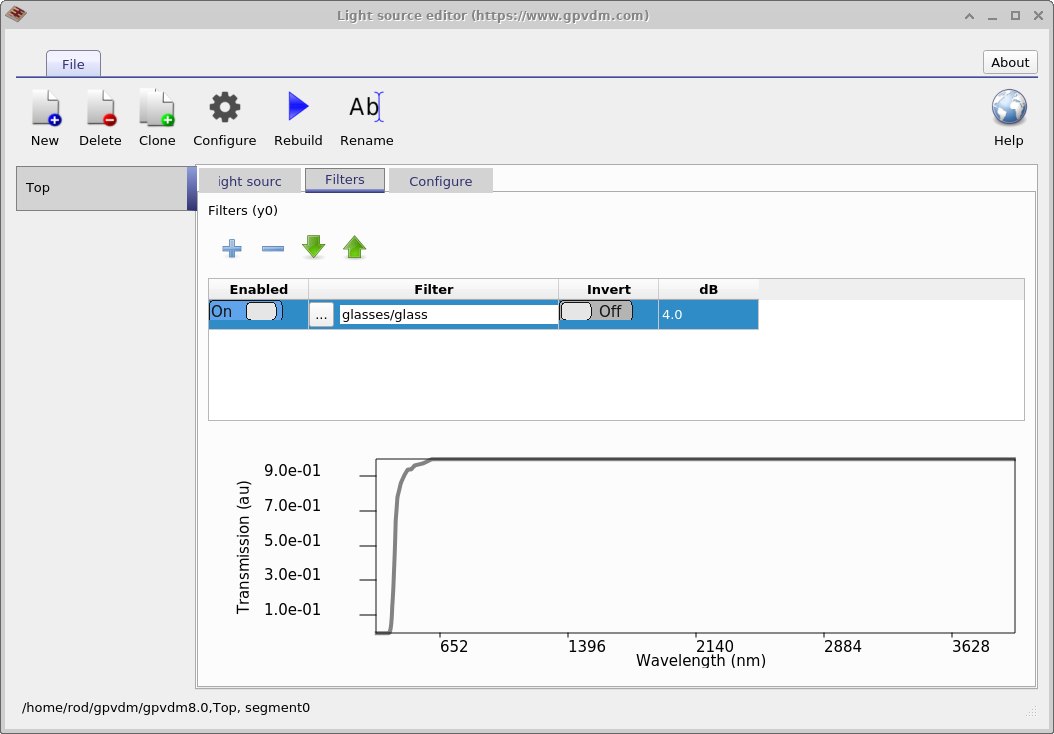 Light source editor (https://www.gpvdm.com)
File
About
New
Delete
Clone
Configure
Rebuild
Ab
Rename
Help
Top
ight sourc
Filters
Configure
Filters (y0)
Enabled
Filter
Invert
dB
On
...
glasses/glass
Off
4.0
9.0e-01
7.0e-01
5.0e-01
3.0e-01
1.0e-01
Transmission (au)
652
1396
2140
2884
3628
Wavelength (nm)
/home/rod/gpvdm/gpvdm8.0,Top, segment0